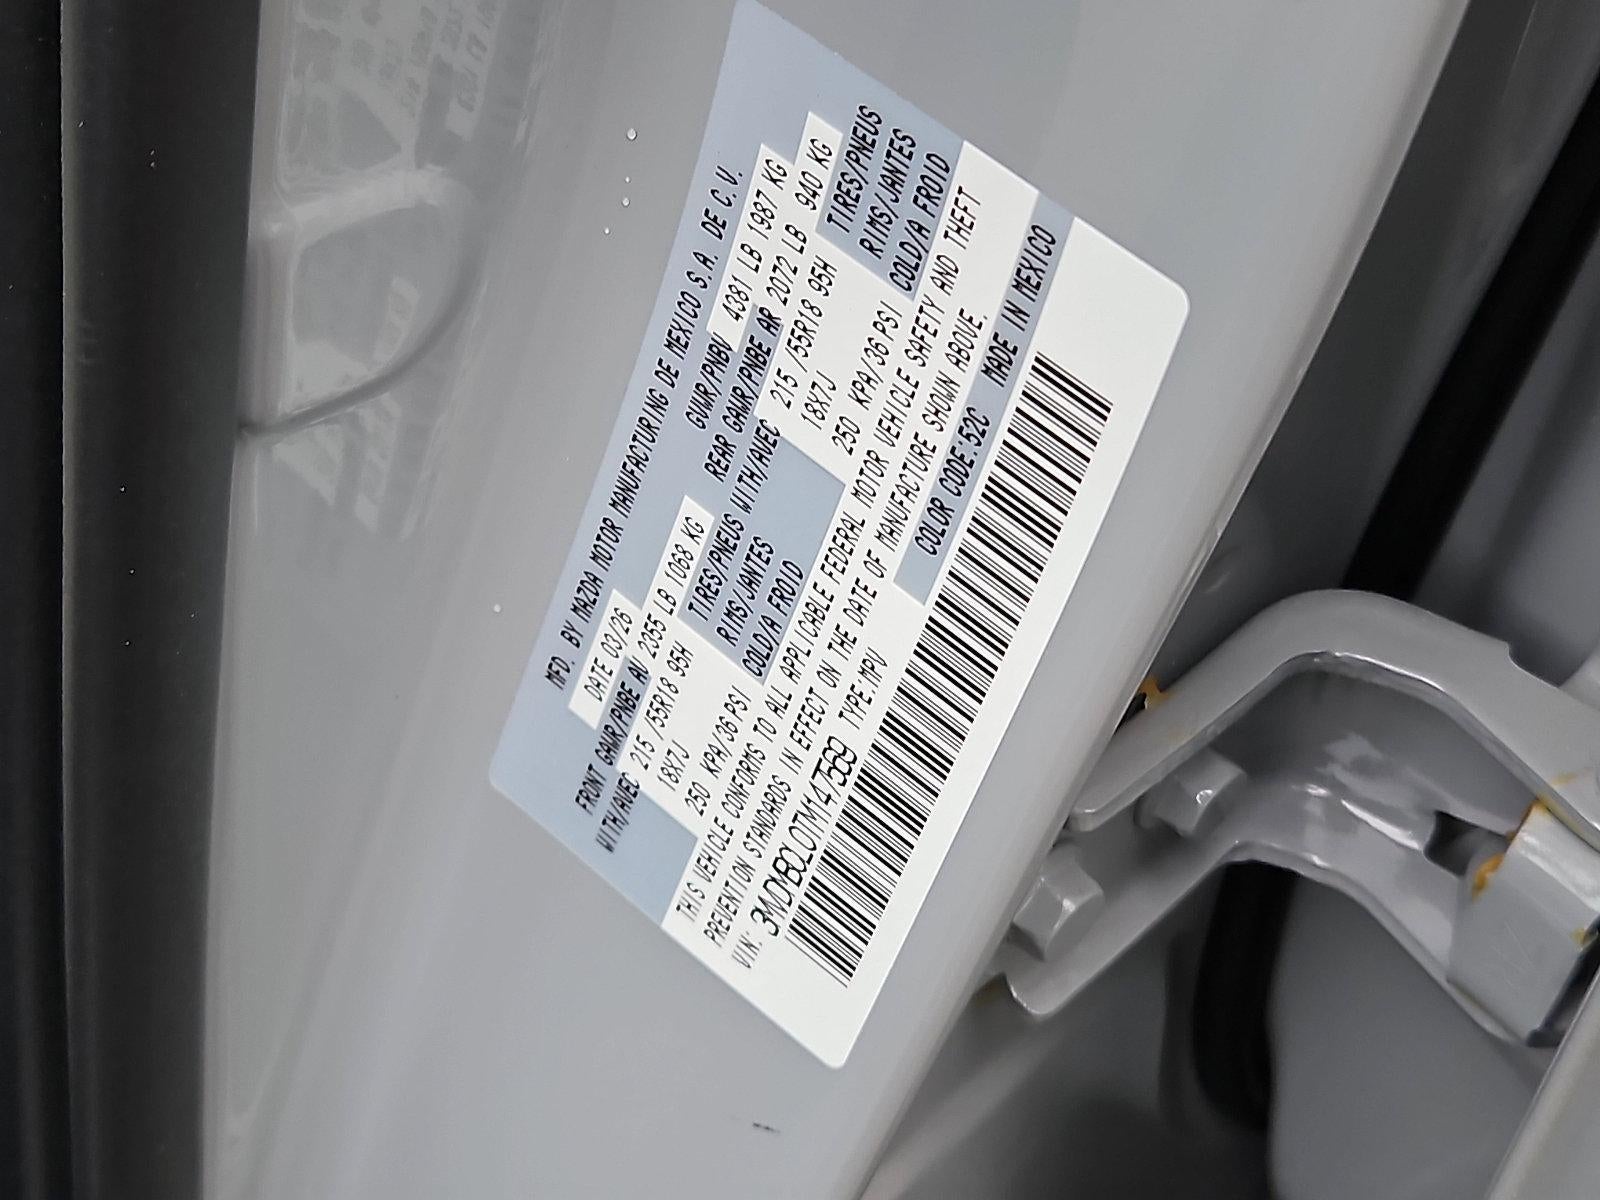 MFD. BY MAZDA MOTOR MANUFACTURING DE MEXICO S.A. DE C.V.
DATE 03/26 GVWR/PNBV 4381 LB 1987 KG
FRONT GAWR/PNBE AV 2355 LB 1068 KG REAR GAWR/PNBE AR 2072 LB 940 KG
WITH/AVEC 215 /55R18 95H TIRES/PNEUS WITH/AVEC 215 /55R18 95H TIRES/PNEUS
18X7J RIMS/JANTES 18X7J RIMS/JANTES
250 KPA/36 PSI COLD/A FROID 250 KPA/36 PSI COLD/A FROID
THIS VEHICLE CONFORMS TO ALL APPLICABLE FEDERAL MOTOR VEHICLE SAFETY AND THEFT
PREVENTION STANDARDS IN EFFECT ON THE DATE OF MANUFACTURE SHOWN ABOVE.
VIN: 3MVDMBDL0TM147569 TYPE:MPV COLOR CODE:52C MADE IN MEXICO